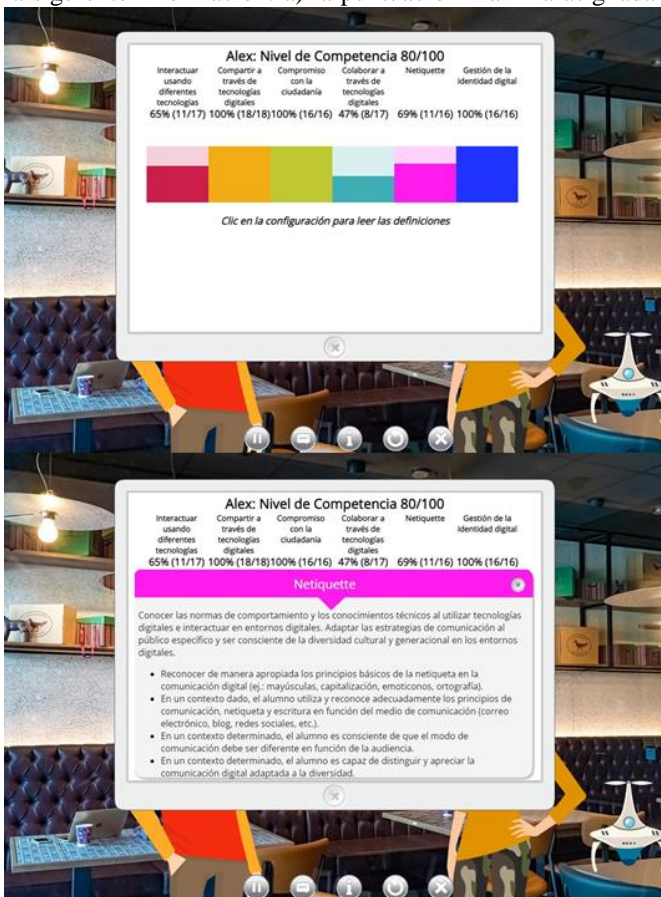 Alex: Nivel de Competencia 80/100
Interactuar usando diferentes tecnologías
Compartir a través de tecnologías digitales
Compromiso con la ciudadanía
Colaborar a través de tecnologías digitales
Netiquette
Gestión de la identidad digital
65% (11/17) 100% (18/18) 100% (16/16) 47% (8/17) 69% (11/16) 100% (16/16)
Clic en la configuración para leer las definiciones
Alex: Nivel de Competencia 80/100
Interactuar usando diferentes tecnologías
Compartir a través de tecnologías digitales
Compromiso con la ciudadanía
Colaborar a través de tecnologías digitales
Netiquette
Gestión de la identidad digital
65% (11/17) 100% (18/18) 100% (16/16) 47% (8/17) 69% (11/16) 100% (16/16)
Netiquette
Conocer las normas de comportamiento y los conocimientos técnicos al utilizar tecnologías
digitales e interactuar en entornos digitales. Adaptar las estrategias de comunicación al
público específico y ser consciente de la diversidad cultural y generacional en los entornos
digitales.
• Reconocer de manera apropiada los principios básicos de la netiqueta en la
comunicación digital (ej.: mayúsculas, capitalización, emoticonos, ortografía).
• En un contexto dado, el alumno utiliza y reconoce adecuadamente los principios de
comunicación, netiqueta y escritura en función del medio de comunicación (correo
electrónico, blog, redes sociales, etc.).
• En un contexto determinado, el alumno es consciente de que el modo de
comunicación debe ser diferente en función de la audiencia.
• En un contexto determinado, el alumno es capaz de distinguir y apreciar la
comunicación digital adaptada a la diversidad.